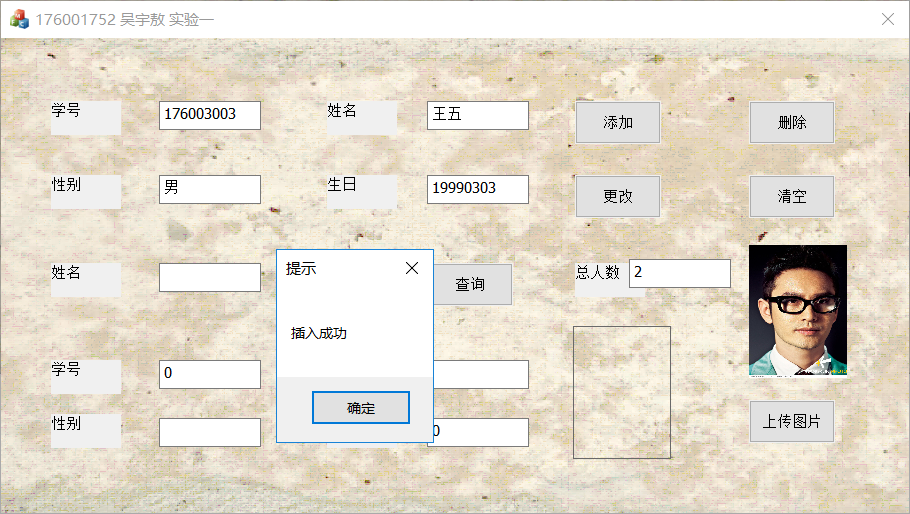 176001752 吴宇敖 实验一
学号 176003003 姓名 王五 添加 删除
性别 男 生日 19990303 更改 清空
提示
姓名 查询 总人数 2
插入成功
学号 0
确定
性别 0 上传图片